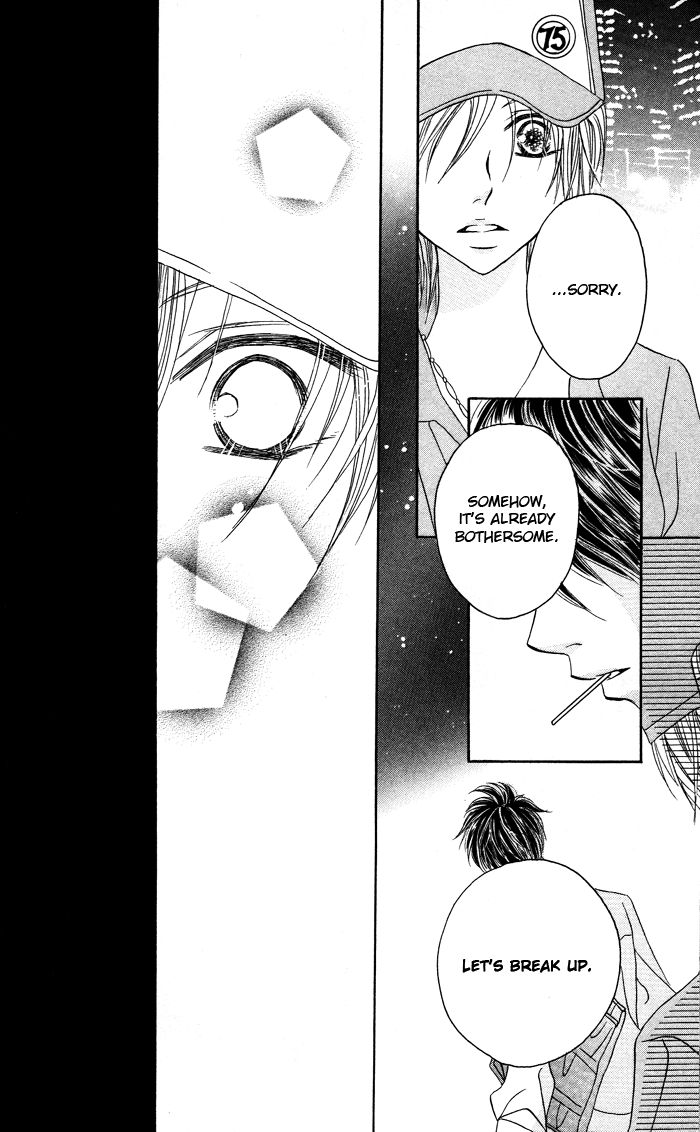 75
...SORRY.
SOMEHOW,
IT'S ALREADY
BOTHERSOME.
LET'S BREAK UP.